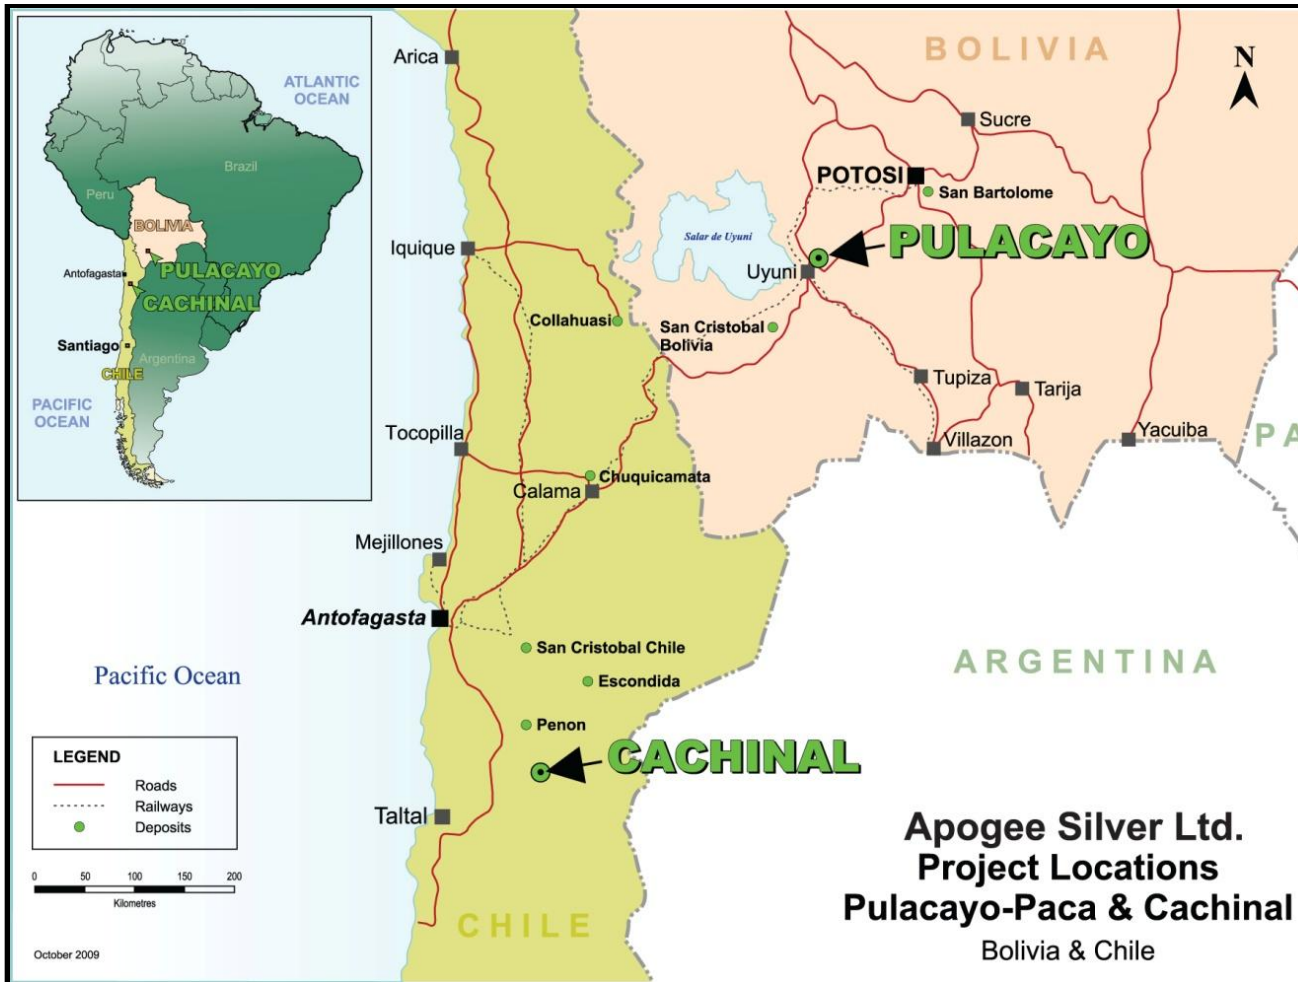 ATLANTIC
OCEAN
Brazil
Peru
BOLIVIA
PULACAYO
Antofagasta
CACHINAL
Santiago
Argentina
CHILE
PACIFIC
OCEAN
BOLIVIA
N
Arica
Sucre
POTOSI
San Bartolome
PULACAYO
Salar de Uyuni
Iquique
Uyuni
Collahuasi
San Cristobal
Bolivia
Tupiza
Tarija
Tocopilla
Villazon
Yacuiba
PA
Chuquicamata
Calama
Mejillones
Antofagasta
San Cristobal Chile
ARGENTINA
Pacific Ocean
Escondida
Penon
CACHINAL
LEGEND
Roads
Railways
Deposits
Taltal
0 50 100 150 200
Kilometres
CHILE
October 2009
Apogee Silver Ltd.
Project Locations
Pulacayo-Paca & Cachinal
Bolivia & Chile